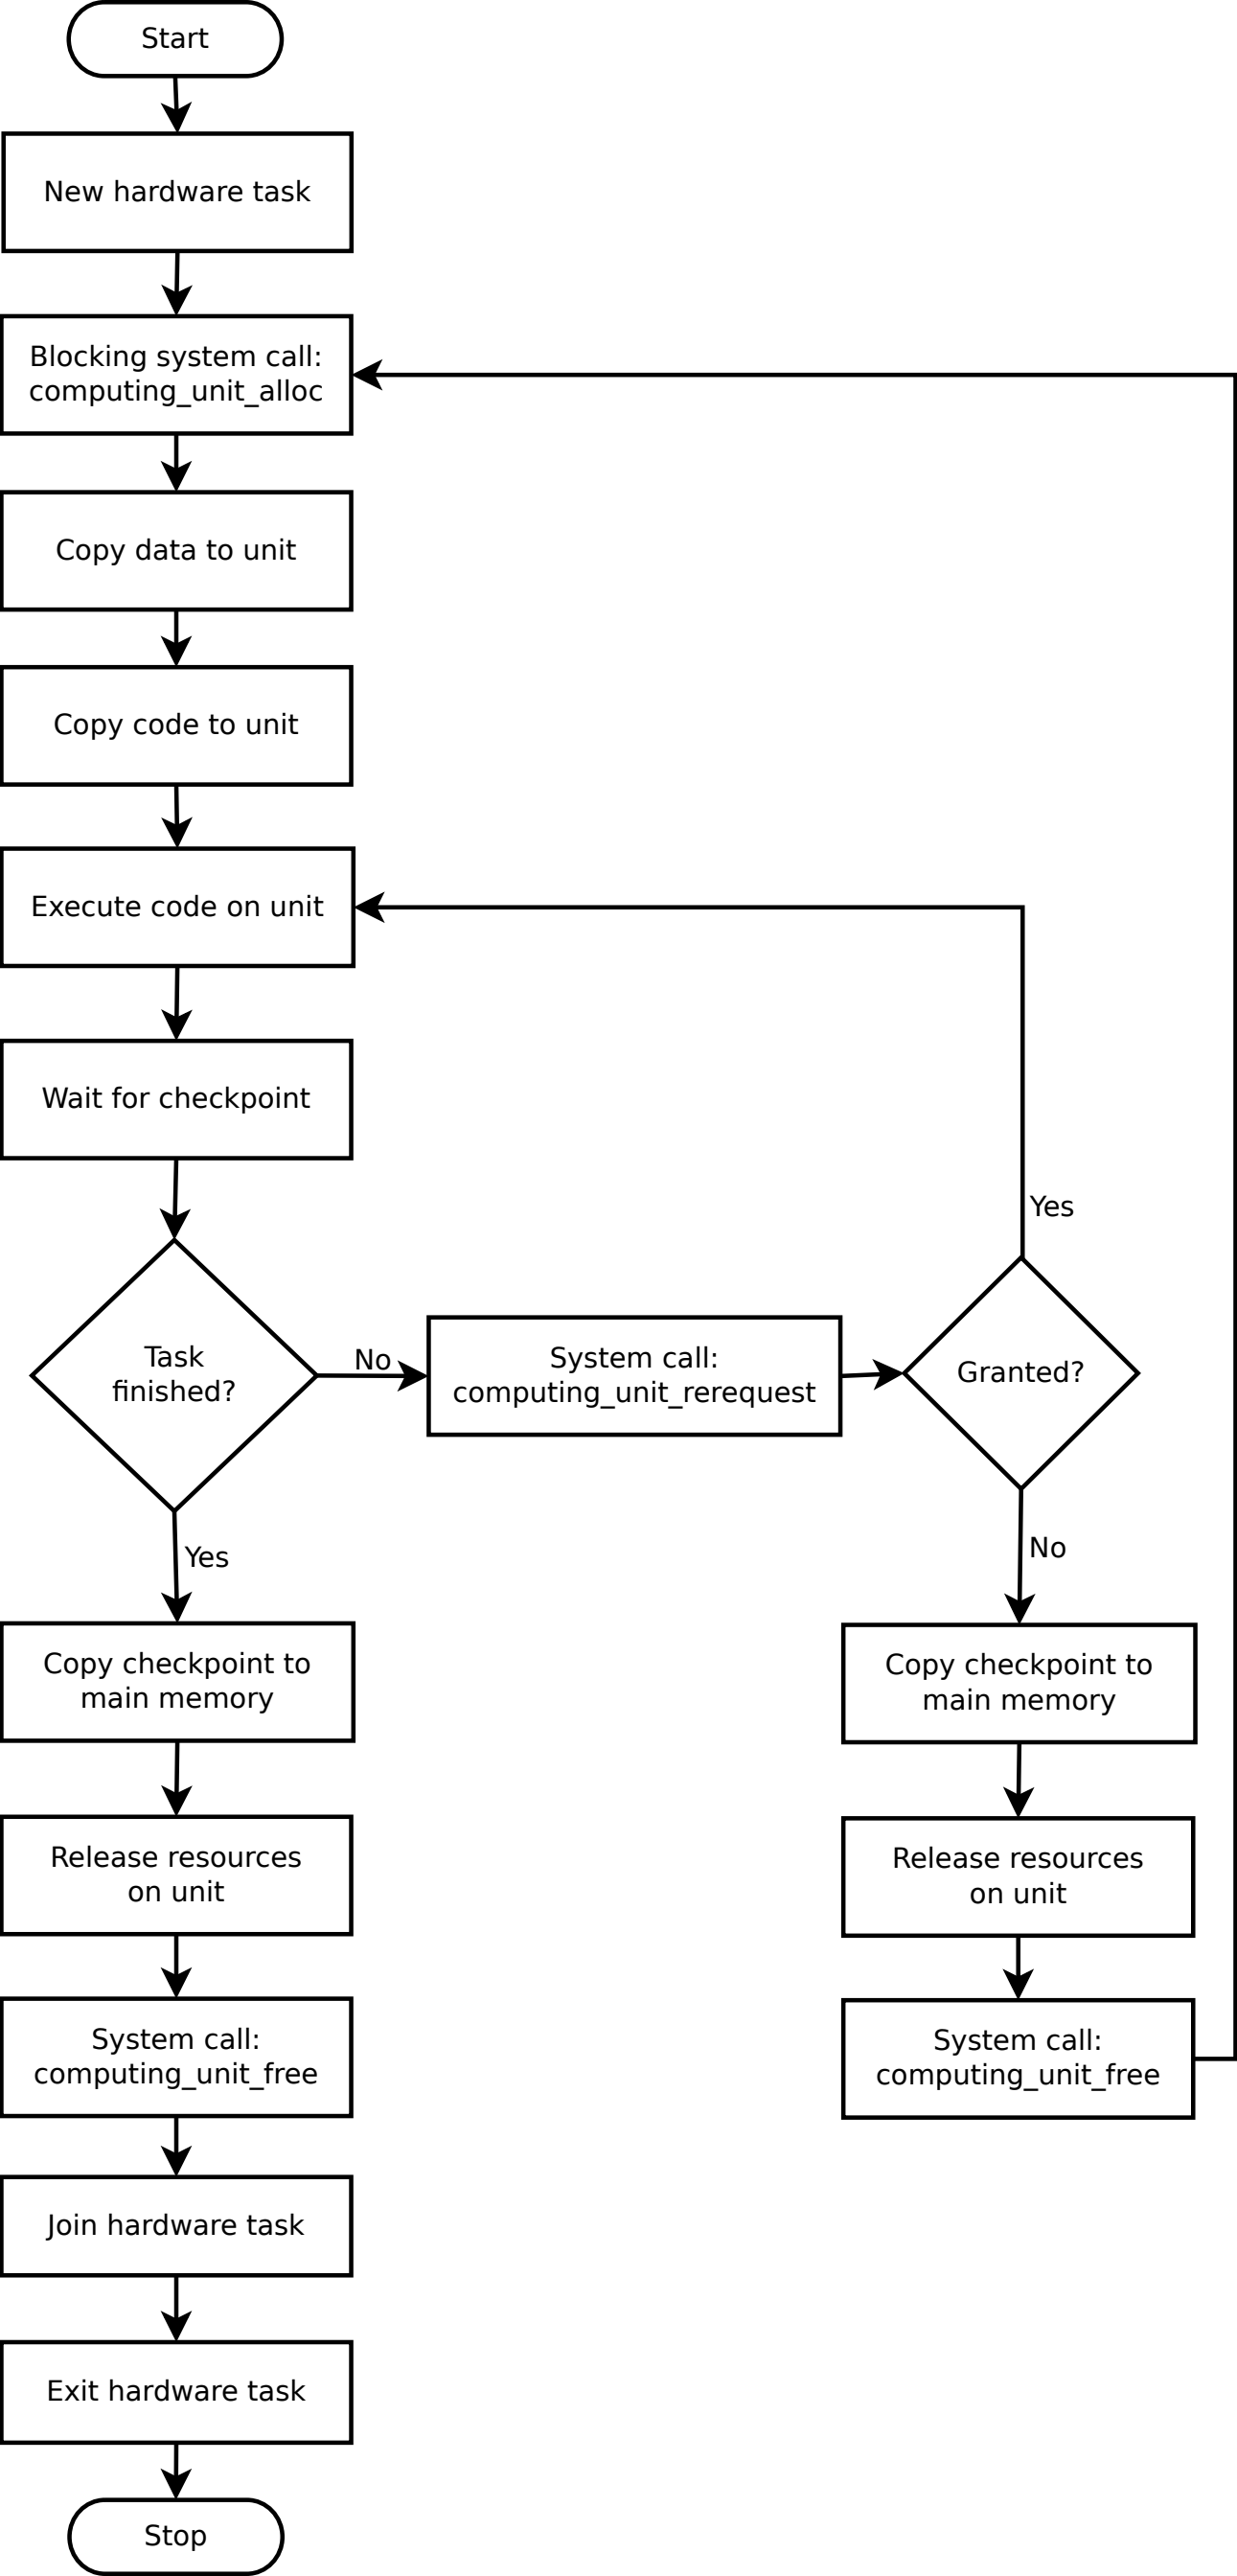 Start
New hardware task
Blocking system call:
computing_unit_alloc
Copy data to unit
Copy code to unit
Execute code on unit
Wait for checkpoint
Task
finished?
No
System call:
computing_unit_rerequest
Granted?
Yes
No
Yes
Copy checkpoint to
main memory
Release resources
on unit
System call:
computing_unit_free
Copy checkpoint to
main memory
Release resources
on unit
System call:
computing_unit_free
Join hardware task
Exit hardware task
Stop